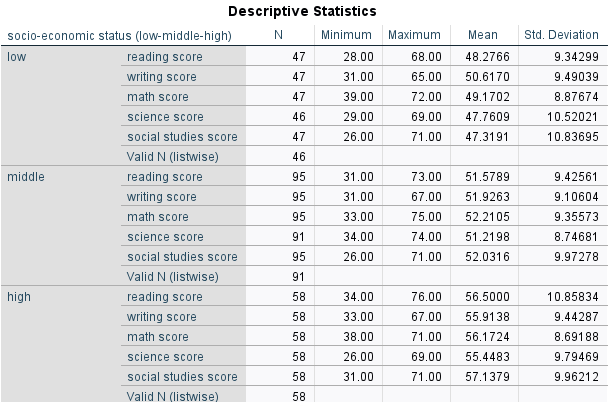 Descriptive Statistics
socio-economic status (low-middle-high) N Minimum Maximum Mean Std. Deviation
low reading score 47 28.00 68.00 48.2766 9.34299
writing score 47 31.00 65.00 50.6170 9.49039
math score 47 39.00 72.00 49.1702 8.87674
science score 46 29.00 69.00 47.7609 10.52021
social studies score 47 26.00 71.00 47.3191 10.83695
Valid N (listwise) 46
middle reading score 95 31.00 73.00 51.5789 9.42561
writing score 95 31.00 67.00 51.9263 9.10604
math score 95 33.00 75.00 52.2105 9.35573
science score 91 34.00 74.00 51.2198 8.74681
social studies score 95 26.00 71.00 52.0316 9.97278
Valid N (listwise) 91
high reading score 58 34.00 76.00 56.5000 10.85834
writing score 58 33.00 67.00 55.9138 9.44287
math score 58 38.00 71.00 56.1724 8.69188
science score 58 26.00 69.00 55.4483 9.79469
social studies score 58 31.00 71.00 57.1379 9.96212
Valid N (listwise) 58